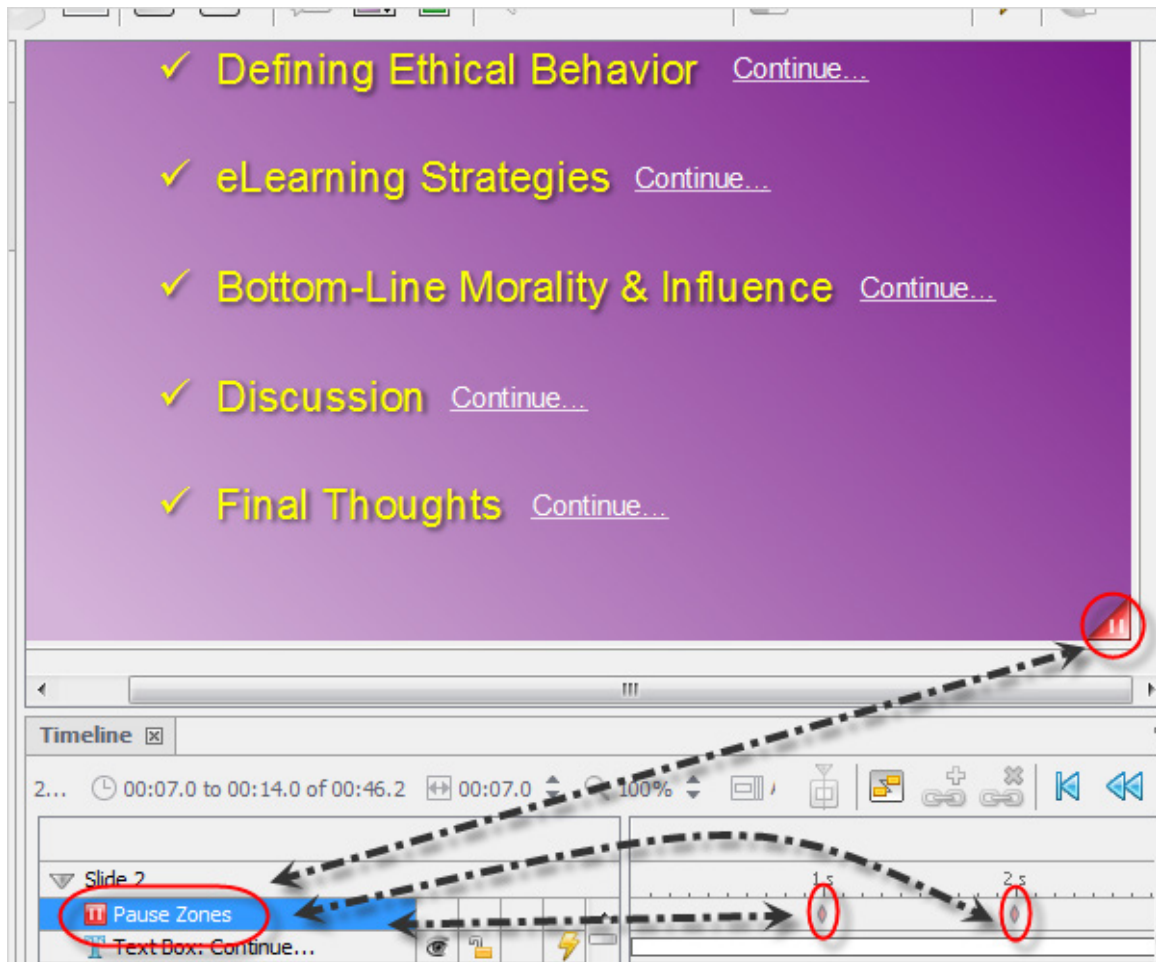 ✓ Defining Ethical Behavior Continue...
✓ eLearning Strategies Continue...
✓ Bottom-Line Morality & Influence Continue...
✓ Discussion Continue...
✓ Final Thoughts Continue...
Timeline
2... 00:07.0 to 00:14.0 of 00:46.2 00:07.0 100%
Slide 2 1s 2s
Pause Zones
Text Box: Continue...